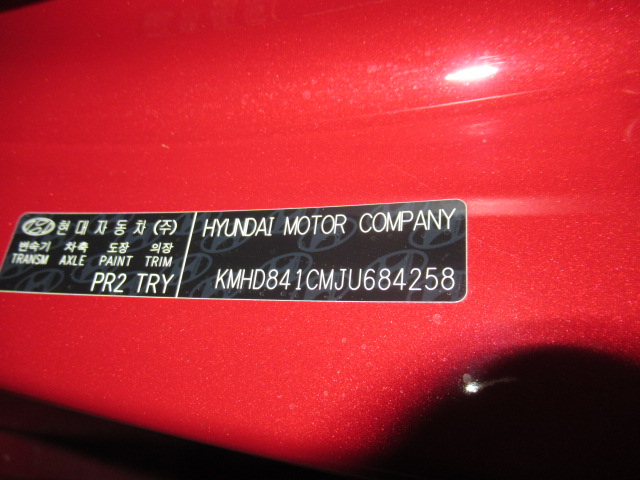 현대자동차(주)
변속기 차축 도장 의장
TRANSM AXLE PAINT TRIM
PR2 TRY
HYUNDAI MOTOR COMPANY
KMHD841CMJU684258